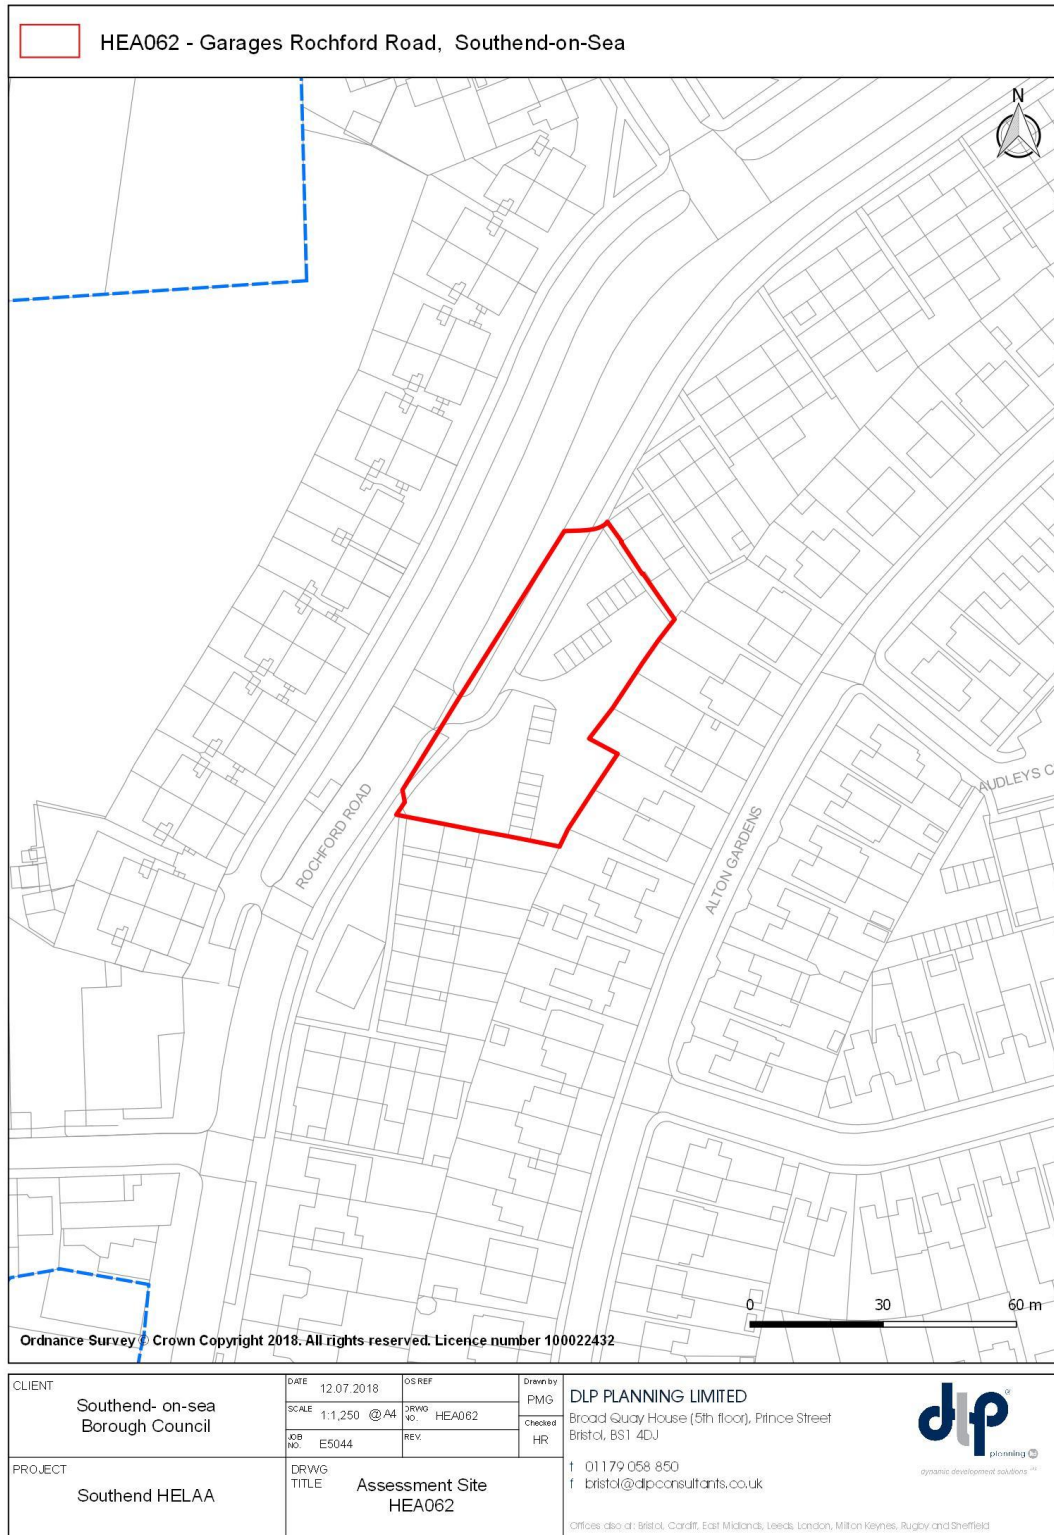 HEA062 - Garages Rochford Road, Southend-on-Sea
N
ROCHFORD ROAD
ALTON GARDENS
AUDLEYS C
0 30 60 m
Ordnance Survey © Crown Copyright 2018. All rights reserved. Licence number 100022432
CLIENT
Southend- on-sea
Borough Council
DATE 12.07.2018
OS REF
SCALE 1:1,250 @ A4
DRWG NO. HEA062
JOB NO. E5044
REV.
Drawn by
PMG
Checked
HR
PROJECT
Southend HELAA
DRWG TITLE
Assessment Site
HEA062
DLP PLANNING LIMITED
Broad Quay House (5th floor), Prince Street
Bristol, BS1 4DJ
t 01179 058 850
f bristol@dlpconsultants.co.uk
Offices also at: Bristol, Cardiff, East Midlands, Leeds, London, Milton Keynes, Rugby and Sheffield
dlp
planning
dynamic development solutions